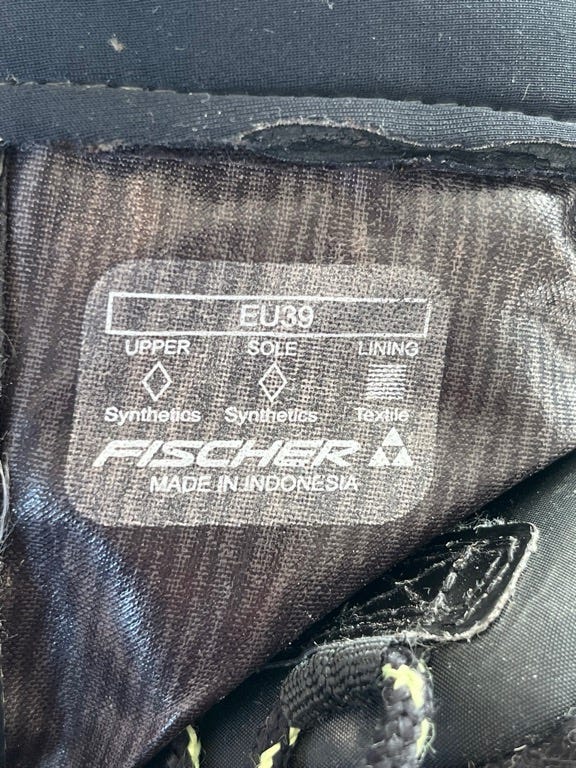 EU39
UPPER SOLE LINING
Synthetics Synthetics Textile
FISCHER
MADE IN INDONESIA